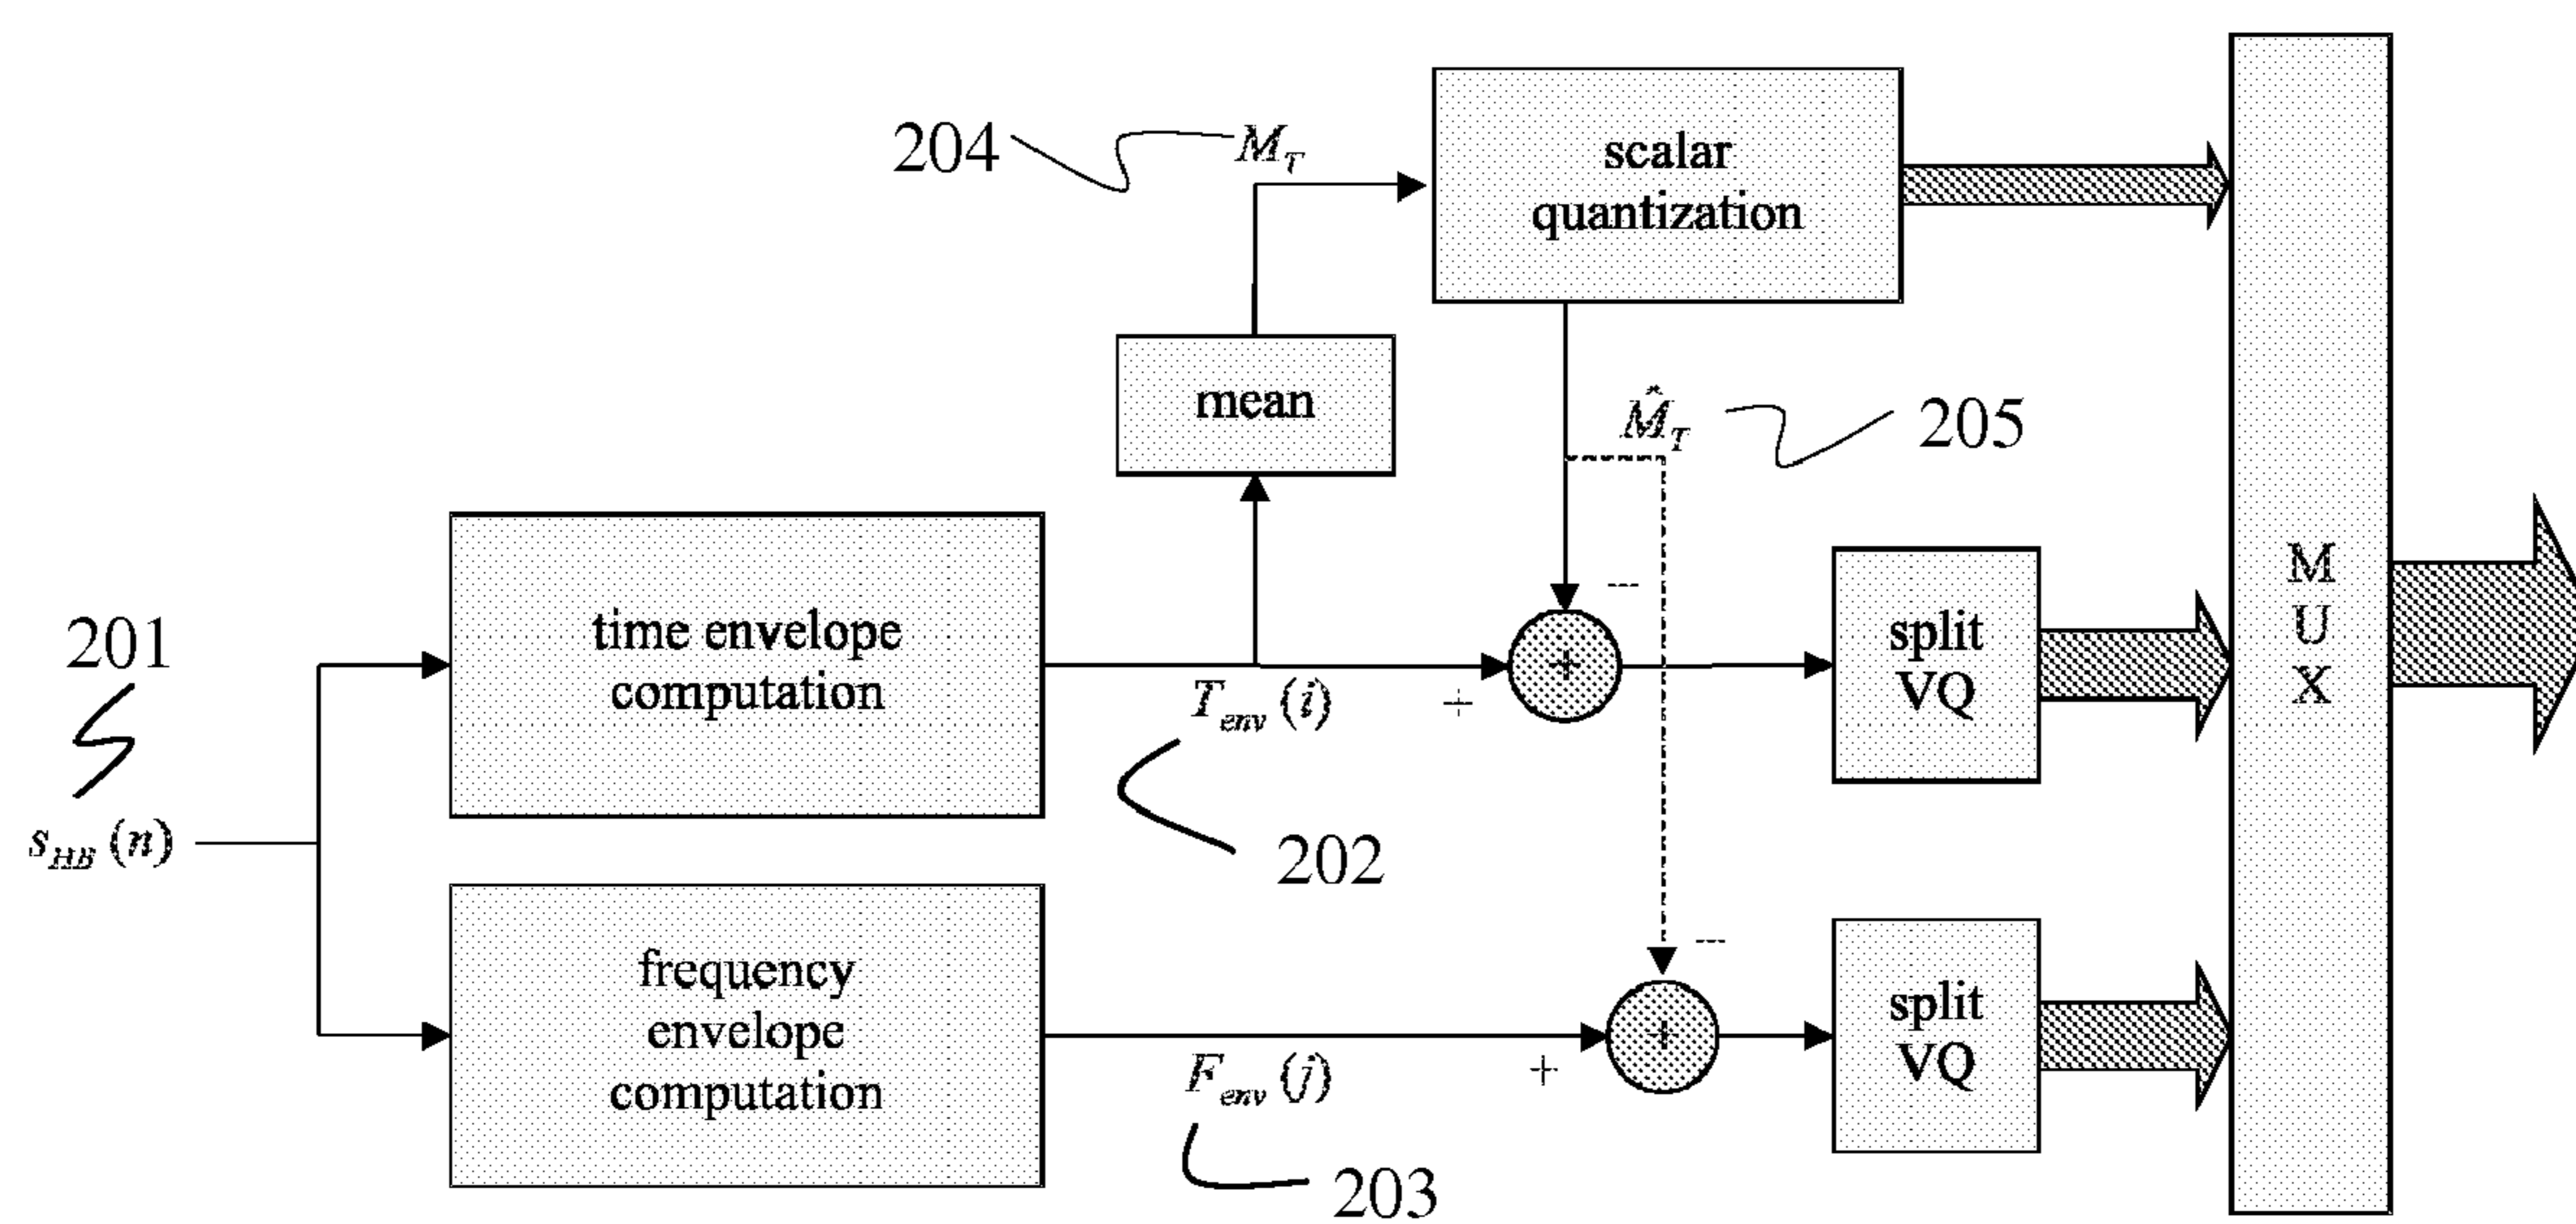 204
M_T
scalar
quantization
mean
M̂_T
205
201
time envelope
computation
T_env (i)
+
---
+
split
VQ
M
U
X
202
s_HB (n)
frequency
envelope
computation
F_env (j)
+
---
+
split
VQ
203